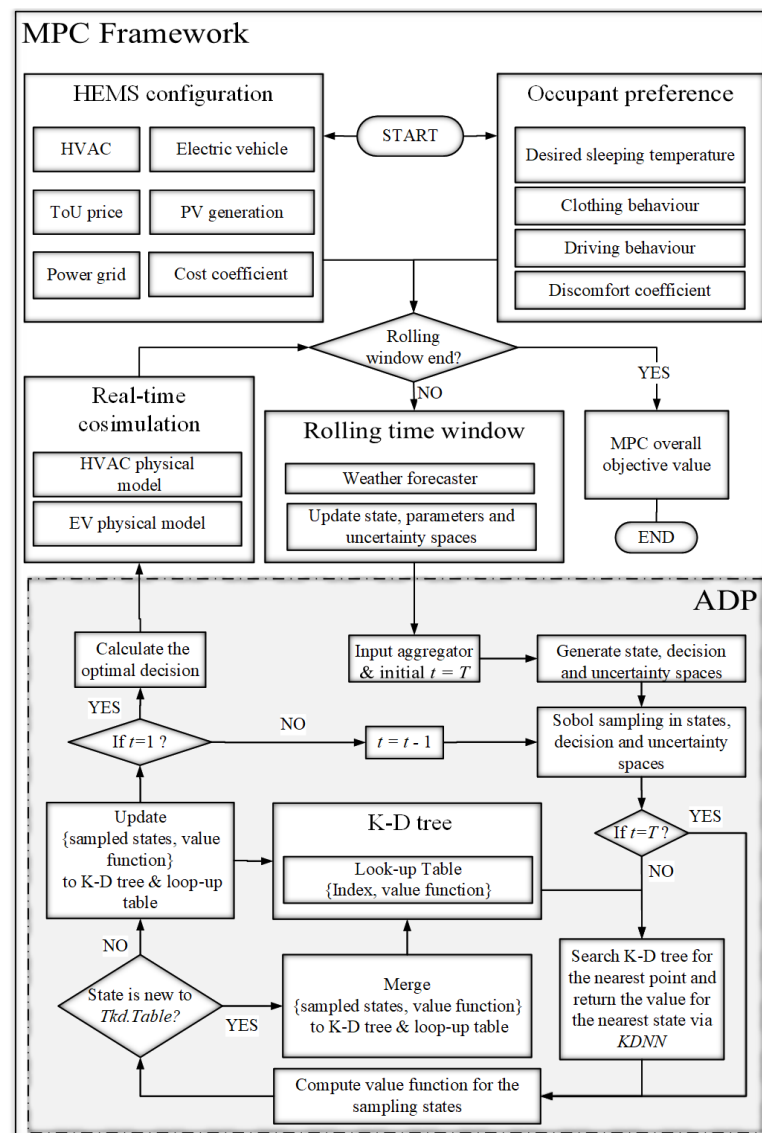 MPC Framework
HEMS configuration
HVAC
Electric vehicle
ToU price
PV generation
Power grid
Cost coefficient
START
Occupant preference
Desired sleeping temperature
Clothing behaviour
Driving behaviour
Discomfort coefficient
Rolling
window end?
YES
NO
Real-time
cosimulation
HVAC physical
model
EV physical model
Rolling time window
Weather forecaster
Update state, parameters and
uncertainty spaces
MPC overall
objective value
END
ADP
Calculate the
optimal decision
Input aggregator
& initial t = T
Generate state, decision
and uncertainty spaces
YES
If t=1 ?
NO
t = t - 1
Sobol sampling in states,
decision and uncertainty
spaces
If t=T ?
YES
NO
Update
{sampled states, value
function}
to K-D tree & loop-up
table
K-D tree
Look-up Table
{Index, value function}
NO
State is new to
Tkd.Table?
YES
Merge
{sampled states, value function}
to K-D tree & loop-up table
Search K-D tree for
the nearest point and
return the value for
the nearest state via
KDNN
Compute value function for the
sampling states